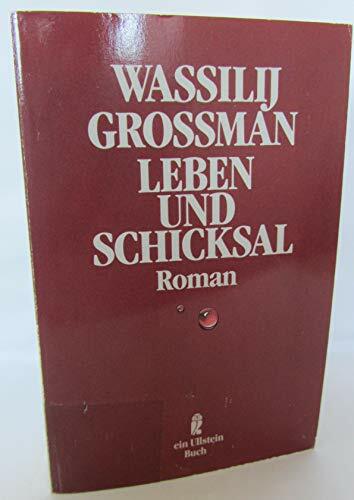 WASSILIJ
GROSSMAN
LEBEN
UND
SCHICKSAL
Roman
ein Ullstein
Buch